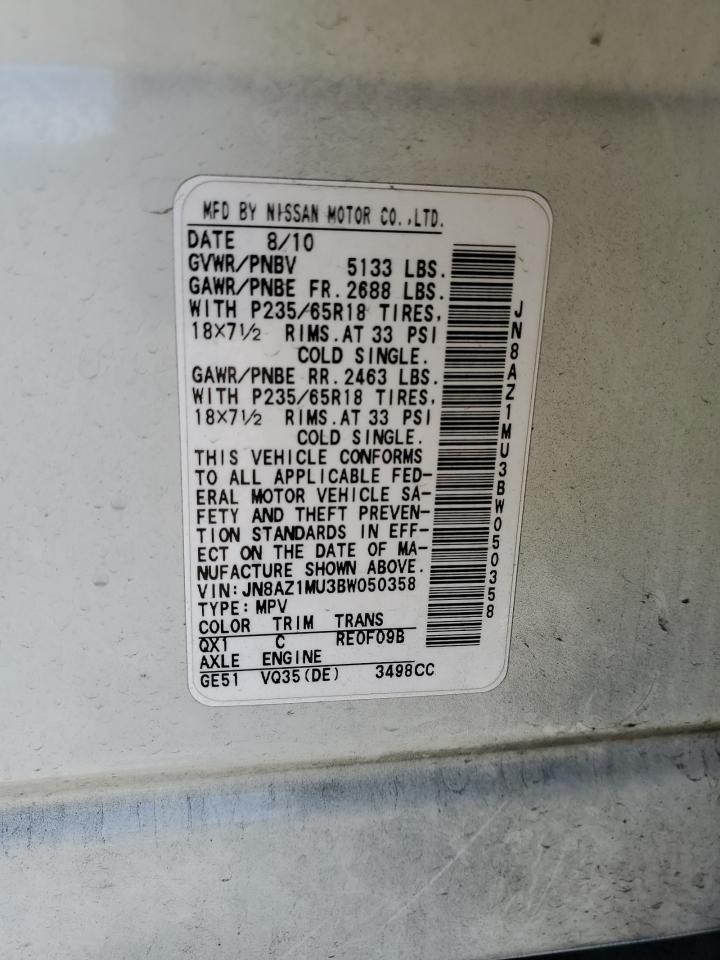 MFD BY NISSAN MOTOR CO.,LTD.
DATE 8/10
GVWR/PNBV 5133 LBS.
GAWR/PNBE FR. 2688 LBS.
WITH P235/65R18 TIRES,
18×7½ RIMS. AT 33 PSI
COLD SINGLE.
GAWR/PNBE RR. 2463 LBS.
WITH P235/65R18 TIRES,
18×7½ RIMS. AT 33 PSI
COLD SINGLE.
THIS VEHICLE CONFORMS
TO ALL APPLICABLE FED-
ERAL MOTOR VEHICLE SA-
FETY AND THEFT PREVEN-
TION STANDARDS IN EFF-
ECT ON THE DATE OF MA-
NUFACTURE SHOWN ABOVE.
VIN: JN8AZ1MU3BW050358
TYPE: MPV
COLOR TRIM TRANS
QX1 C RE0F09B
AXLE ENGINE
GE51 VQ35(DE) 3498CC
JN8AZ1MU3BW050358